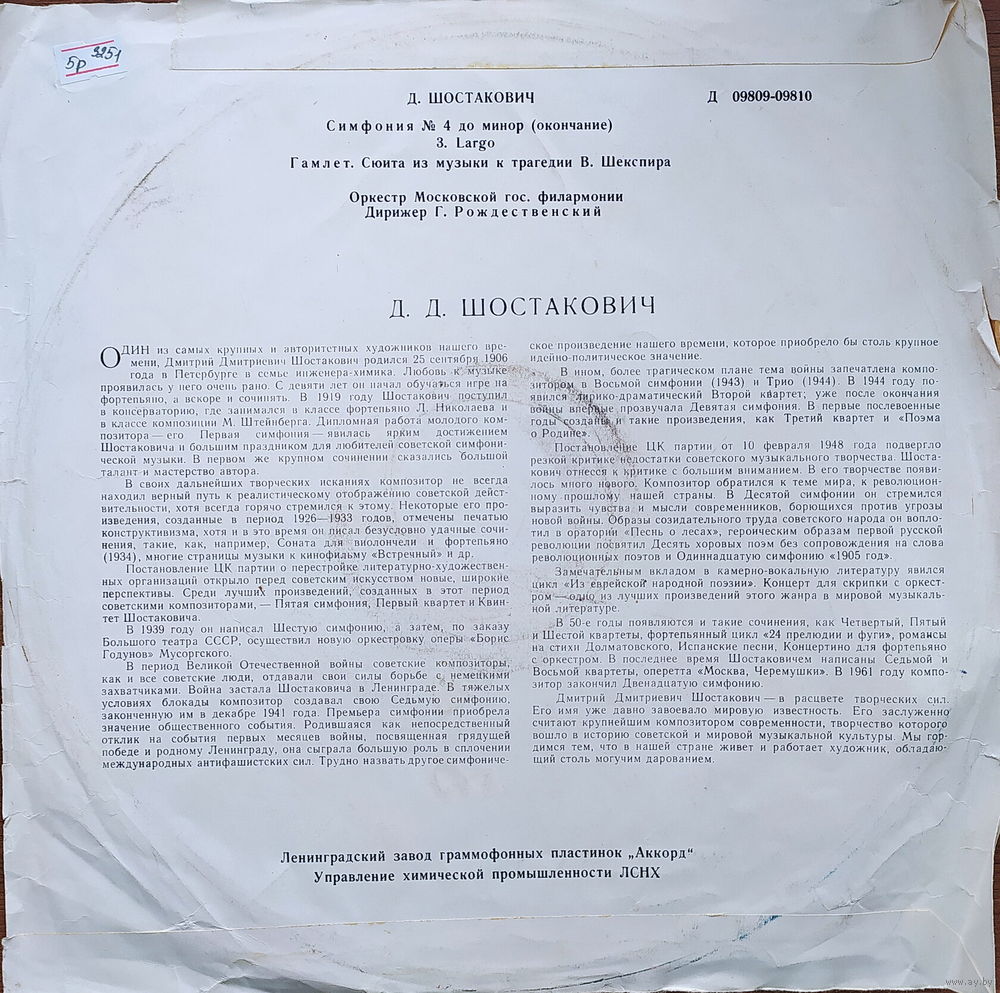 5р 3251
Д. ШОСТАКОВИЧ
Д 09809-09810
Симфония № 4 до минор (окончание)
3. Largo
Гамлет. Сюита из музыки к трагедии В. Шекспира
Оркестр Московской гос. филармонии
Дирижер Г. Рождественский
Д. Д. ШОСТАКОВИЧ
ОДИН из самых крупных и авторитетных художников нашего вре-
мени, Дмитрий Дмитриевич Шостакович родился 25 сентября 1906
года в Петербурге в семье инженера-химика. Любовь к музыке
проявилась у него очень рано. С девяти лет он начал обучаться игре на
фортепьяно, а вскоре и сочинять. В 1919 году Шостакович поступил
в консерваторию, где занимался в классе фортепьяно Л. Николаева и
в классе композиции М. Штейнберга. Дипломная работа молодого ком-
позитора — его Первая симфония — явилась ярким достижением
Шостаковича и большим праздником для любителей советской симфони-
ческой музыки. В первом же крупном сочинении сказались большой
талант и мастерство автора.
В своих дальнейших творческих исканиях композитор не всегда
находил верный путь к реалистическому отображению советской дейст-
вительности, хотя всегда горячо стремился к этому. Некоторые его про-
изведения, созданные в период 1926—1933 годов, отмечены печатью
конструктивизма, хотя и в это время он писал безусловно удачные сочи-
нения, такие, как, например, Соната для виолончели и фортепьяно
(1934), многие страницы музыки к кинофильму «Встречный» и др.
Постановление ЦК партии о перестройке литературно-художествен-
ных организаций открыло перед советским искусством новые, широкие
перспективы. Среди лучших произведений, созданных в этот период
советскими композиторами, — Пятая симфония, Первый квартет и Квин-
тет Шостаковича.
В 1939 году он написал Шестую симфонию, а затем, по заказу
Большого театра СССР, осуществил новую оркестровку оперы «Борис
Годунов» Мусоргского.
В период Великой Отечественной войны советские композиторы,
как и все советские люди, отдавали свои силы борьбе с немецкими
захватчиками. Война застала Шостаковича в Ленинграде. В тяжелых
условиях блокады композитор создавал свою Седьмую симфонию,
законченную им в декабре 1941 года. Премьера симфонии приобрела
значение общественного события. Родившаяся как непосредственный
отклик на события первых месяцев войны, посвященная грядущей
победе и родному Ленинграду, она сыграла большую роль в сплочении
международных антифашистских сил. Трудно назвать другое симфониче-
ское произведение нашего времени, которое приобрело бы столь крупное
идейно-политическое значение.
В ином, более трагическом плане тема войны запечатлена компо-
зитором в Восьмой симфонии (1943) и Трио (1944). В 1944 году по-
явился лирико-драматический Второй квартет; уже после окончания
войны впервые прозвучала Девятая симфония. В первые послевоенные
годы созданы и такие произведения, как Третий квартет и «Поэма
о Родине».
Постановление ЦК партии от 10 февраля 1948 года подвергло
резкой критике недостатки советского музыкального творчества. Шоста-
кович отнесся к критике с большим вниманием. В его творчестве появи-
лось много нового. Композитор обратился к теме мира, к революцион-
ному прошлому нашей страны. В Десятой симфонии он стремился
выразить чувства и мысли современников, борющихся против угрозы
новой войны. Образы созидательного труда советского народа он вопло-
тил в оратории «Песнь о лесах», героическим образам первой русской
революции посвятил Десять хоровых поэм без сопровождения на слова
революционных поэтов и Одиннадцатую симфонию «1905 год».
Замечательным вкладом в камерно-вокальную литературу явился
цикл «Из еврейской народной поэзии». Концерт для скрипки с оркест-
ром — одно из лучших произведений этого жанра в мировой музыкаль-
ной литературе.
В 50-е годы появляются и такие сочинения, как Четвертый, Пятый
и Шестой квартеты, фортепьянный цикл «24 прелюдии и фуги», романсы
на стихи Долматовского, Испанские песни, Концертино для фортепьяно
с оркестром. В последнее время Шостаковичем написаны Седьмой и
Восьмой квартеты, оперетта «Москва, Черемушки». В 1961 году компо-
зитор закончил Двенадцатую симфонию.
Дмитрий Дмитриевич Шостакович — в расцвете творческих сил.
Его имя уже давно завоевало мировую известность. Его заслуженно
считают крупнейшим композитором современности, творчество которого
вошло в историю советской и мировой музыкальной культуры. Мы гор-
димся тем, что в нашей стране живет и работает художник, обладаю-
щий столь могучим дарованием.
Ленинградский завод граммофонных пластинок „Аккорд“
Управление химической промышленности ЛСНХ
www.ay.by